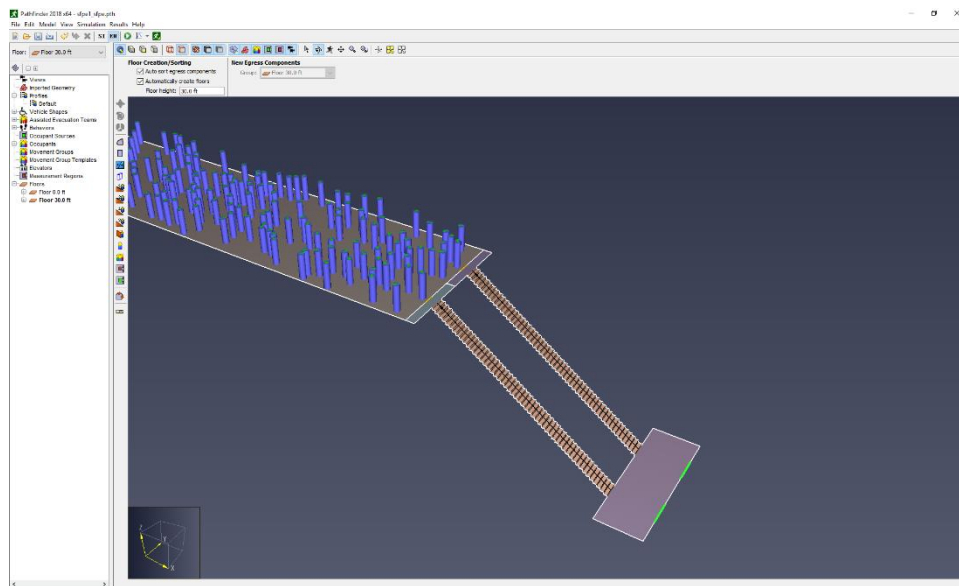 Pathfinder 2018 x64 - sfpe1_sfpe.pth
File Edit Model View Simulation Results Help
Floor: Floor 30.0 ft
Floor Creation/Sorting
New Egress Components
Auto sort egress components
Group: Floor 30.0 ft
Automatically create floors
Floor height: 30.0 ft
Views
Imported Geometry
Profiles
Default
Vehicle Shapes
Assisted Evacuation Teams
Behaviors
Occupant Sources
Occupants
Movement Groups
Movement Group Templates
Elevators
Measurement Regions
Floors
Floor 0.0 ft
Floor 30.0 ft
Z
Y
X